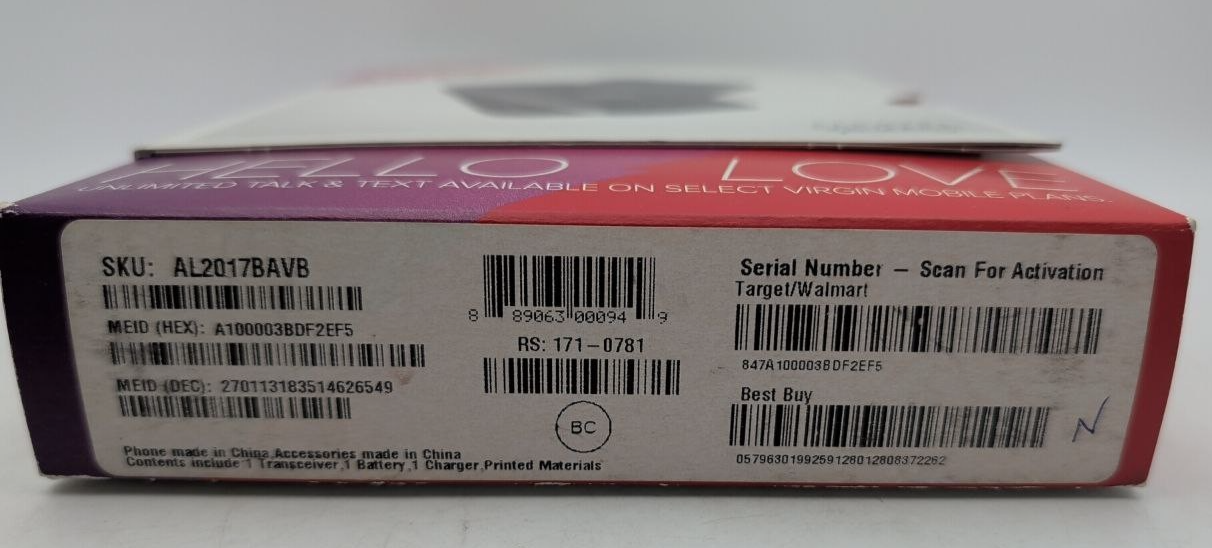 HELLO LOVE
UNLIMITED TALK & TEXT AVAILABLE ON SELECT VIRGIN MOBILE PLANS.
SKU: AL2017BAVB
MEID (HEX): A100003BDF2EF5
MEID (DEC): 270113183514626549
Phone made in China,Accessories made in China
Contents include 1 Transceiver,1 Battery,1 Charger,Printed Materials
8 89063 00094 9
RS: 171-0781
BC
Serial Number – Scan For Activation
Target/Walmart
847A100003BDF2EF5
Best Buy
0579630199259128012808372262
N